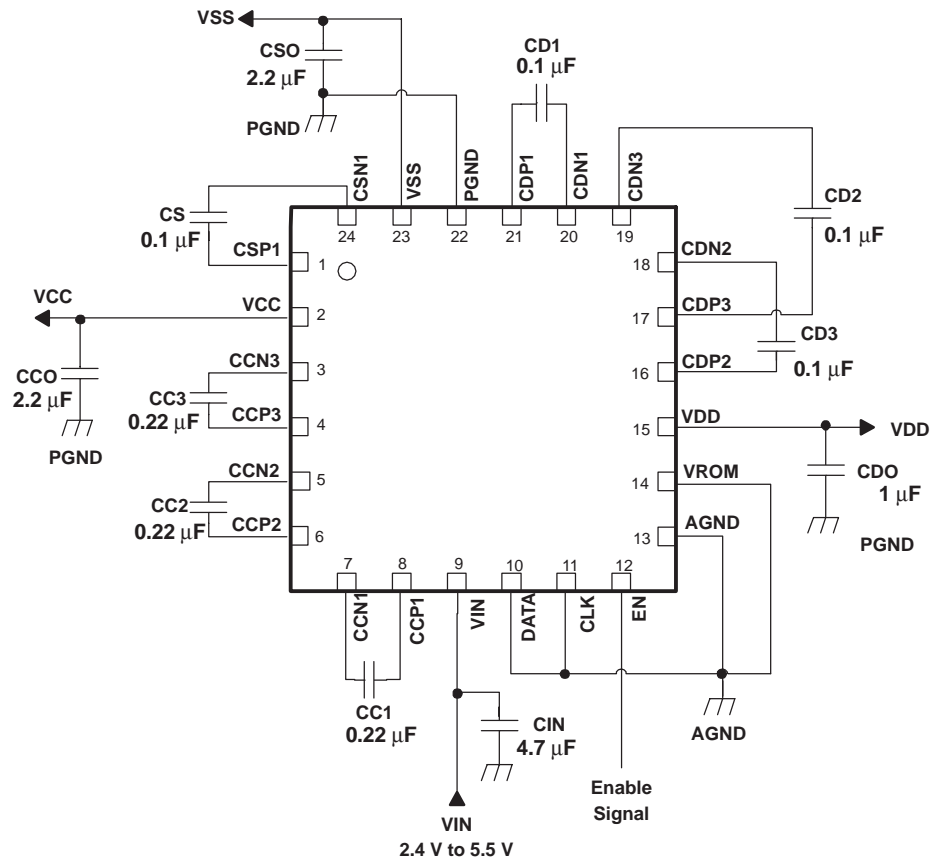 VSS
CSO
2.2 µF
PGND
CD1
0.1 µF
CSN1
VSS
PGND
CDP1
CDN1
CDN3
CS
0.1 µF
CSP1
24
23
22
21
20
19
CD2
0.1 µF
1
18
CDN2
VCC
VCC
2
17
CDP3
CCO
2.2 µF
PGND
CCN3
3
16
CDP2
CD3
0.1 µF
CC3
0.22 µF
CCP3
4
15
VDD
VDD
CCN2
5
14
VROM
CDO
1 µF
PGND
CC2
0.22 µF
CCP2
6
13
AGND
7
8
9
10
11
12
CCN1
CCP1
VIN
DATA
CLK
EN
CC1
0.22 µF
CIN
4.7 µF
AGND
Enable
Signal
VIN
2.4 V to 5.5 V